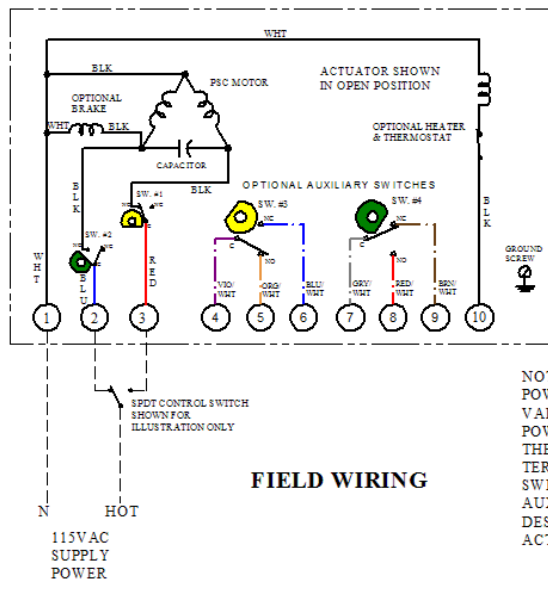 WHT
BLK
PSC MOTOR
ACTUATOR SHOWN
IN OPEN POSITION
OPTIONAL
BRAKE
WHT
BLK
OPTIONAL HEATER
& THERMOSTAT
CAPACITOR
BLK
OPTIONAL AUXILIARY SWITCHES
BLK
SW. #1
NC
SW. #3
SW. #4
NC
NC
BLK
SW. #2
NC
NO
C
C
NO
WHT
BLU
RED
VIO/
WHT
ORG/
WHT
BLU/
WHT
GRY/
WHT
RED/
WHT
BRN/
WHT
GROUND
SCREW
1
2
3
4
5
6
7
8
9
10
SPDT CONTROL SWITCH
SHOWN FOR
ILLUSTRATION ONLY
FIELD WIRING
N
HOT
115VAC
SUPPLY
POWER